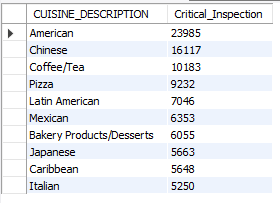 CUISINE_DESCRIPTION Critical_Inspection
American 23985
Chinese 16117
Coffee/Tea 10183
Pizza 9232
Latin American 7046
Mexican 6353
Bakery Products/Desserts 6055
Japanese 5663
Caribbean 5648
Italian 5250